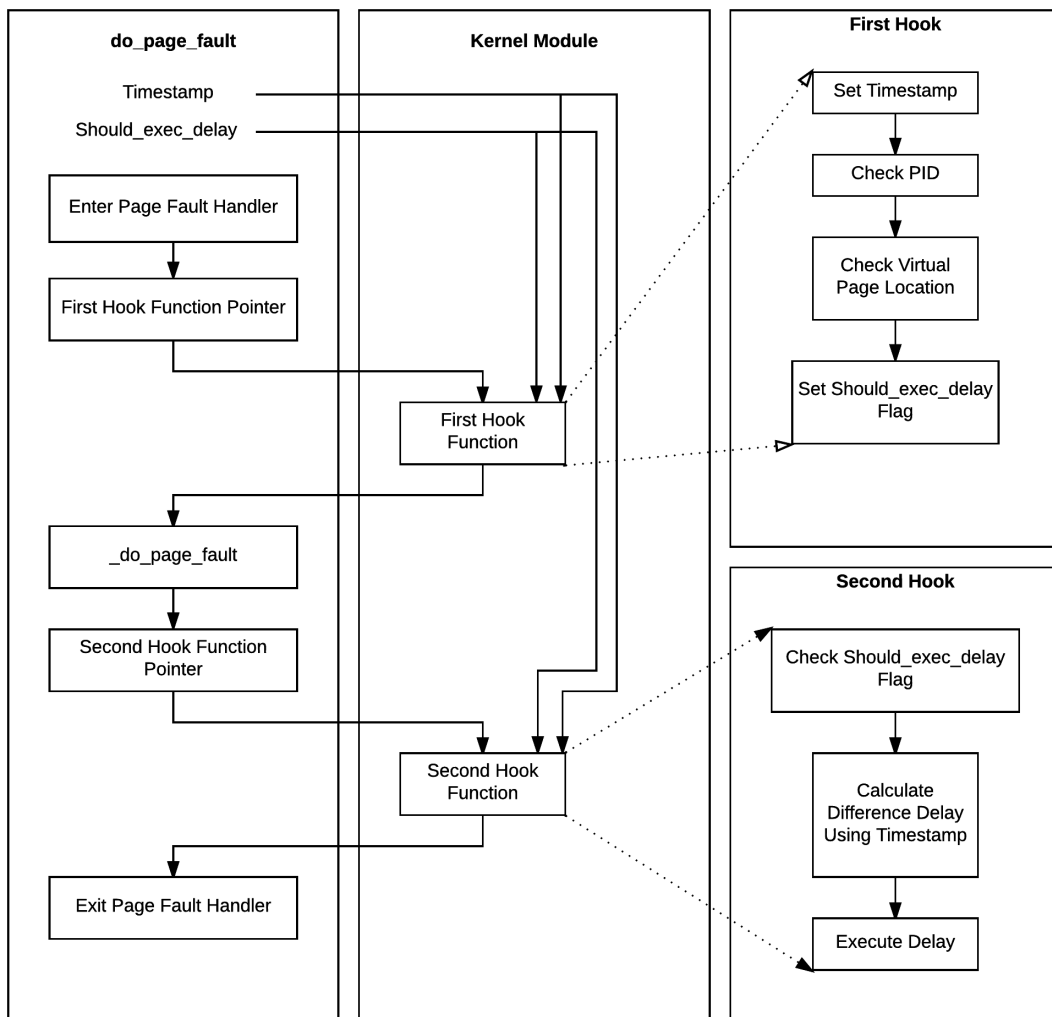 do_page_fault
Timestamp
Should_exec_delay
Enter Page Fault Handler
First Hook Function Pointer
_do_page_fault
Second Hook Function
Pointer
Exit Page Fault Handler
Kernel Module
First Hook
Function
Second Hook
Function
First Hook
Set Timestamp
Check PID
Check Virtual
Page Location
Set Should_exec_delay
Flag
Second Hook
Check Should_exec_delay
Flag
Calculate
Difference Delay
Using Timestamp
Execute Delay